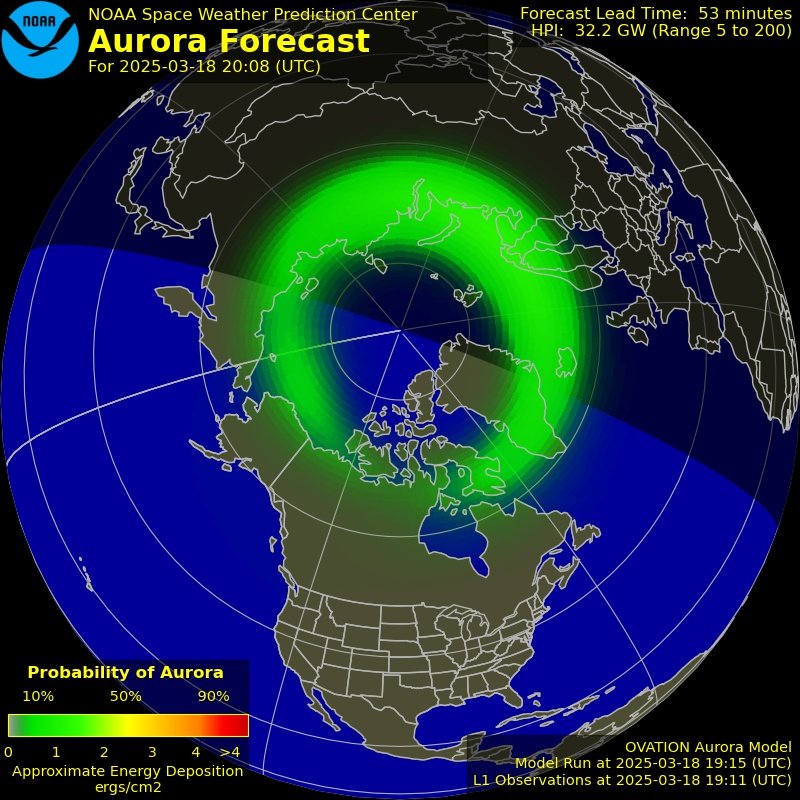 NOAA
NOAA Space Weather Prediction Center
Aurora Forecast
For 2025-03-18 20:08 (UTC)
Forecast Lead Time: 53 minutes
HPI: 32.2 GW (Range 5 to 200)
Probability of Aurora
10% 50% 90%
0 1 2 3 4 >4
Approximate Energy Deposition
ergs/cm2
OVATION Aurora Model
Model Run at 2025-03-18 19:15 (UTC)
L1 Observations at 2025-03-18 19:11 (UTC)